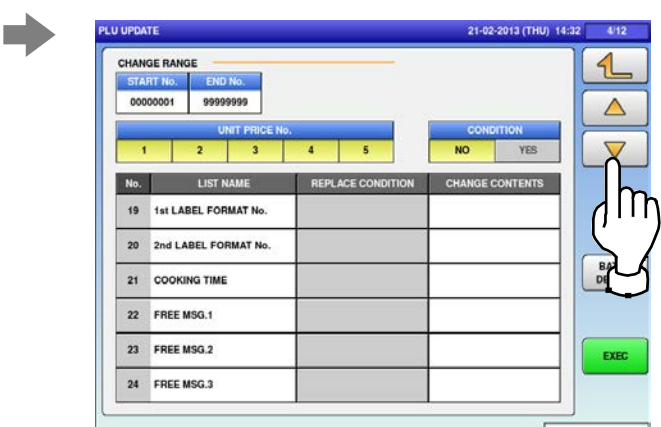 PLU UPDATE 21-02-2013 (THU) 14:32 4/12
CHANGE RANGE
START No. END No.
00000001 99999999
UNIT PRICE No. CONDITION
1 2 3 4 5 NO YES
No. LIST NAME REPLACE CONDITION CHANGE CONTENTS
19 1st LABEL FORMAT No.
20 2nd LABEL FORMAT No.
21 COOKING TIME
22 FREE MSG.1
23 FREE MSG.2
EXEC
24 FREE MSG.3